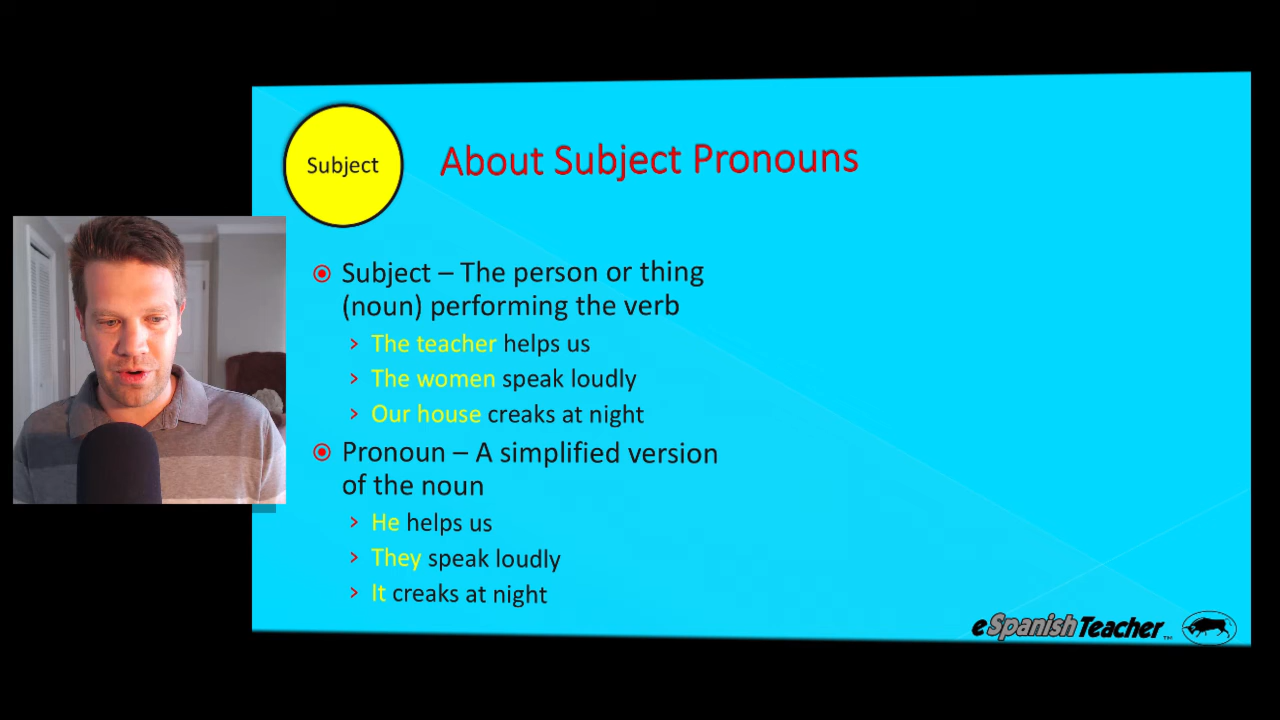 Subject
About Subject Pronouns
Subject – The person or thing
(noun) performing the verb
The teacher helps us
The women speak loudly
Our house creaks at night
Pronoun – A simplified version
of the noun
He helps us
They speak loudly
It creaks at night
eSpanishTeacher™